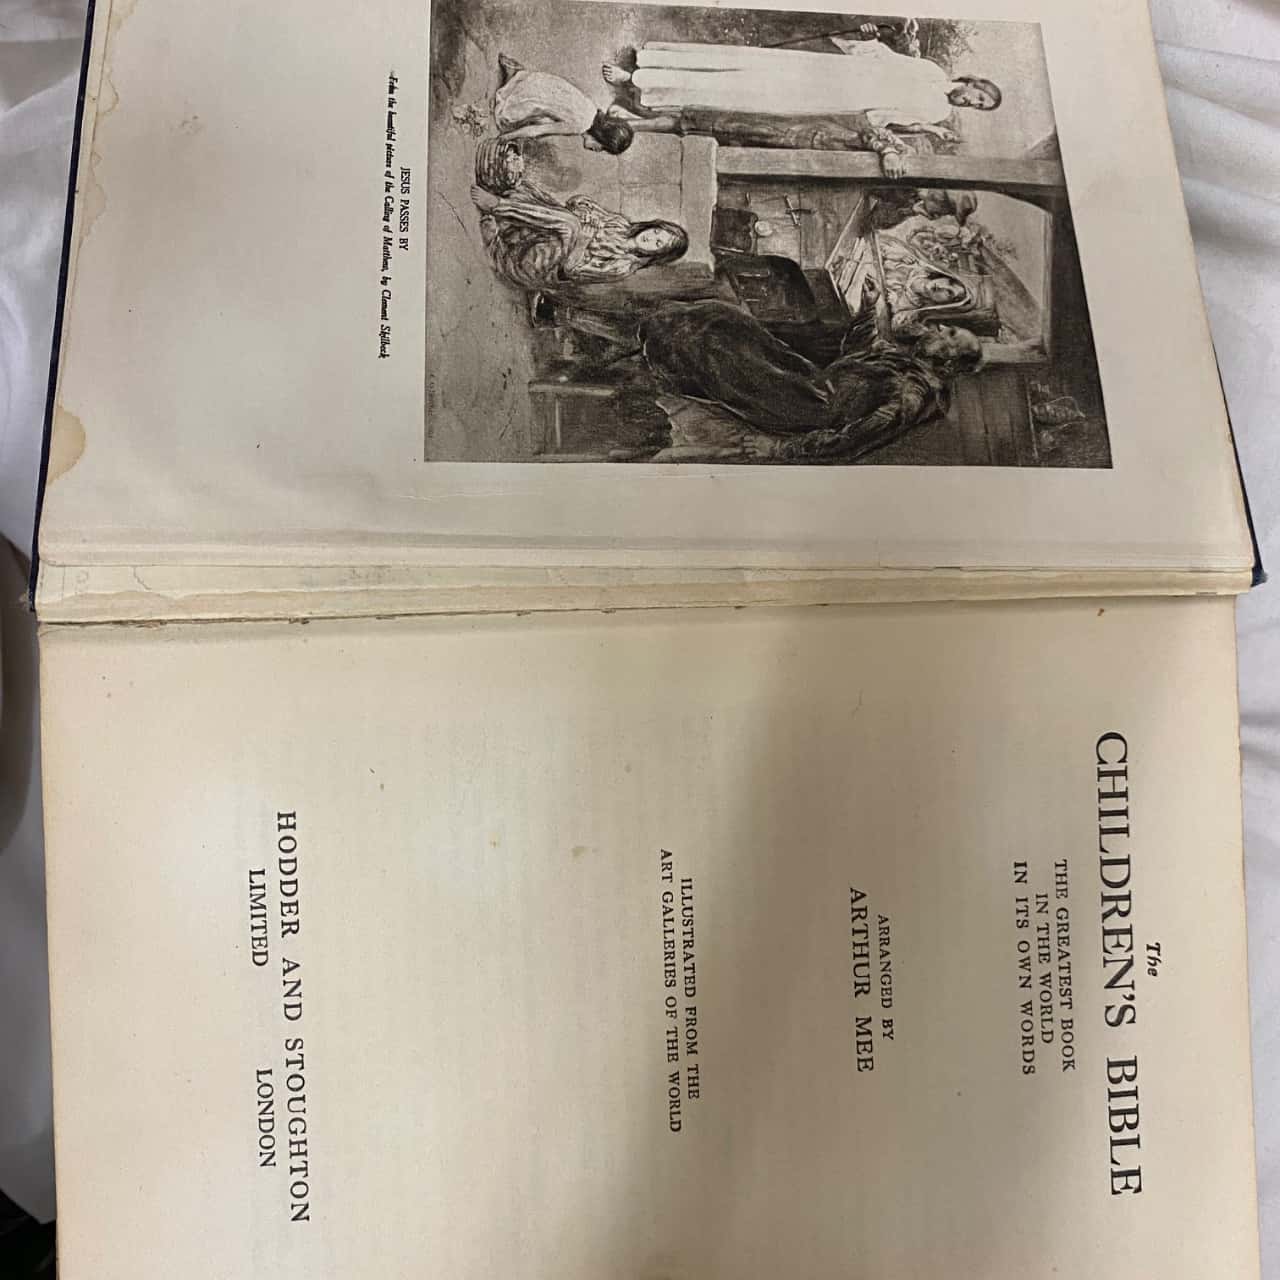 JESUS PASSES BY
—From the beautiful picture of the Calling of Matthew, by Clement Skilbeck
The
CHILDREN'S BIBLE
THE GREATEST BOOK
IN THE WORLD
IN ITS OWN WORDS
ARRANGED BY
ARTHUR MEE
ILLUSTRATED FROM THE
ART GALLERIES OF THE WORLD
HODDER AND STOUGHTON
LIMITED LONDON